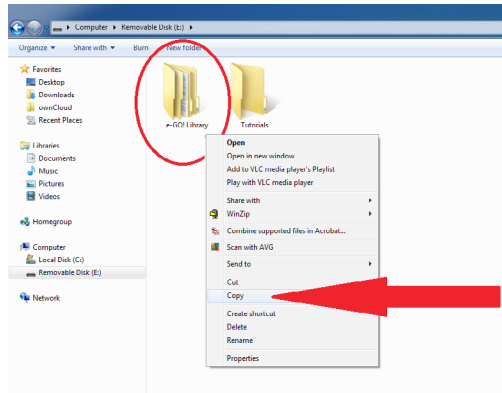 Computer ▸ Removable Disk (E:) ▸
Organize ▼ Share with ▼ Burn New folder
Favorites
Desktop
Downloads
ownCloud
Recent Places
Libraries
Documents
Music
Pictures
Videos
Homegroup
Computer
Local Disk (C:)
Removable Disk (E:)
Network
e-GO! Library
Tutorials
Open
Open in new window
Add to VLC media player's Playlist
Play with VLC media player
Share with
WinZip
Combine supported files in Acrobat...
Scan with AVG
Send to
Cut
Copy
Create shortcut
Delete
Rename
Properties